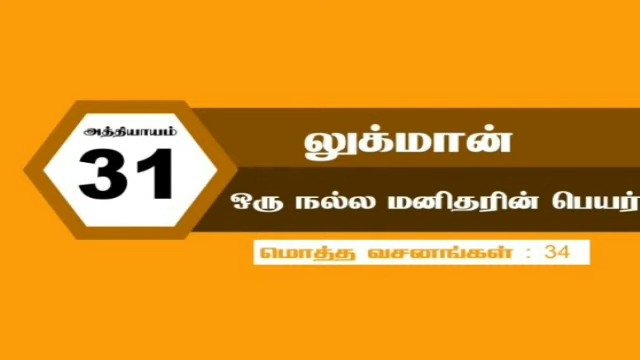 அத்தியாயம்
31
லுக்மான்
ஒரு நல்ல மனிதரின் பெயர்
மொத்த வசனங்கள் : 34